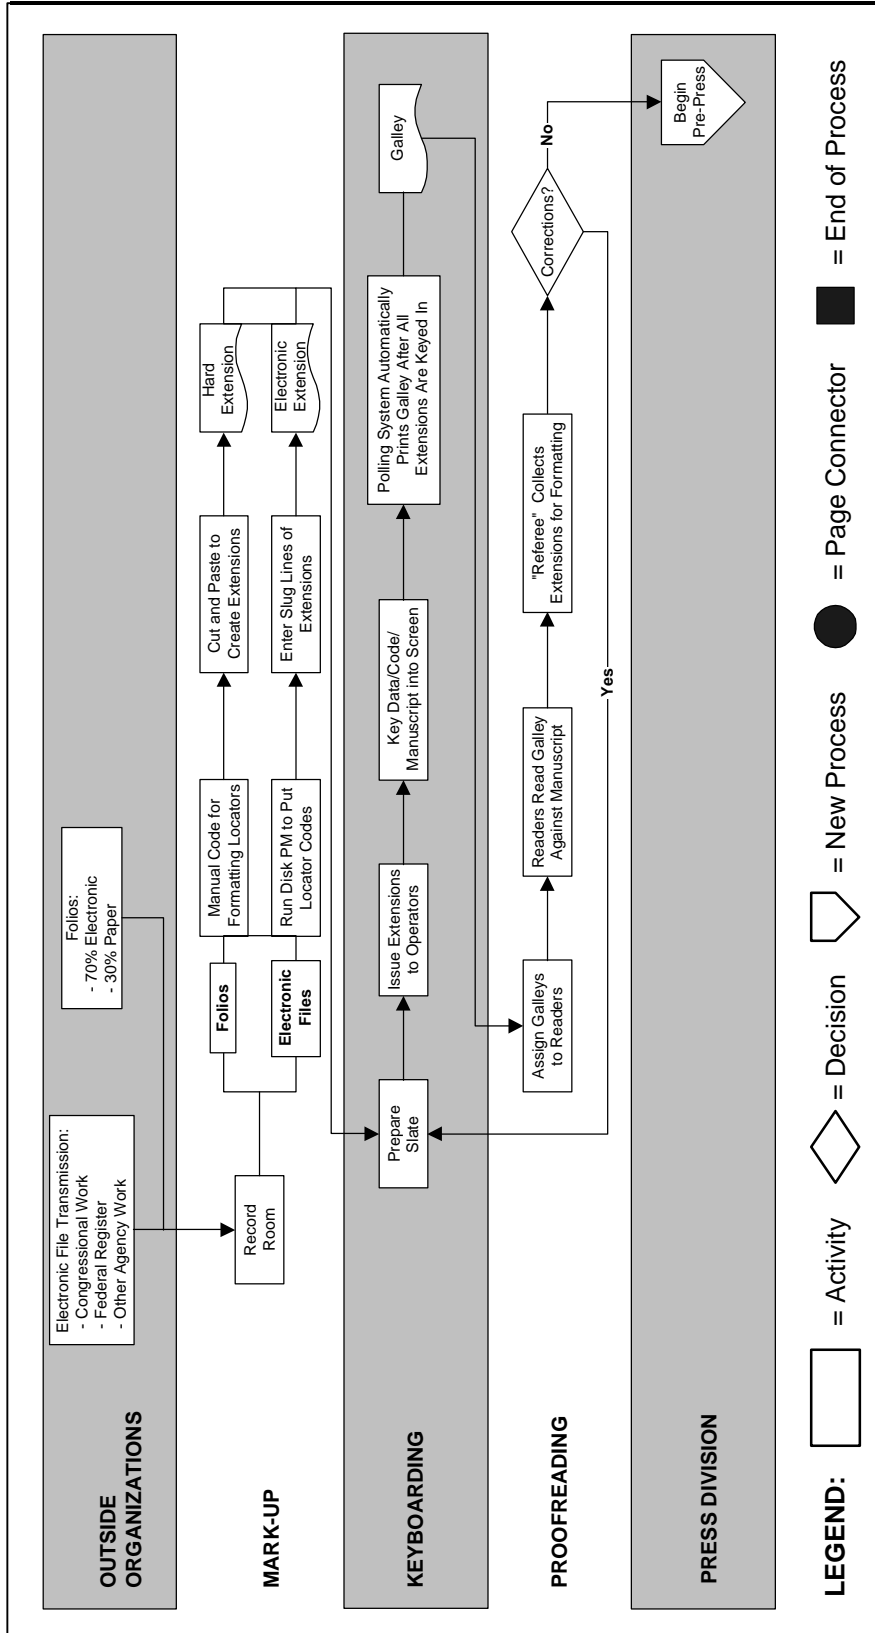 OUTSIDE
ORGANIZATIONS
Electronic File Transmission:
- Congressional Work
- Federal Register
- Other Agency Work
Folios:
- 70% Electronic
- 30% Paper
MARK-UP
Record
Room
Folios
Electronic
Files
Manual Code for
Formatting Locators
Run Disk PM to Put
Locator Codes
Cut and Paste to
Create Extensions
Enter Slug Lines of
Extensions
Hard
Extension
Electronic
Extension
KEYBOARDING
Prepare
Slate
Issue Extensions
to Operators
Key Data/Code/
Manuscript into Screen
Polling System Automatically
Prints Galley After All
Extensions Are Keyed In
Galley
PROOFREADING
Assign Galleys
to Readers
Readers Read Galley
Against Manuscript
"Referee" Collects
Extensions for Formatting
Corrections?
No
Yes
PRESS DIVISION
Begin
Pre-Press
LEGEND:
= Activity
= Decision
= New Process
= Page Connector
= End of Process